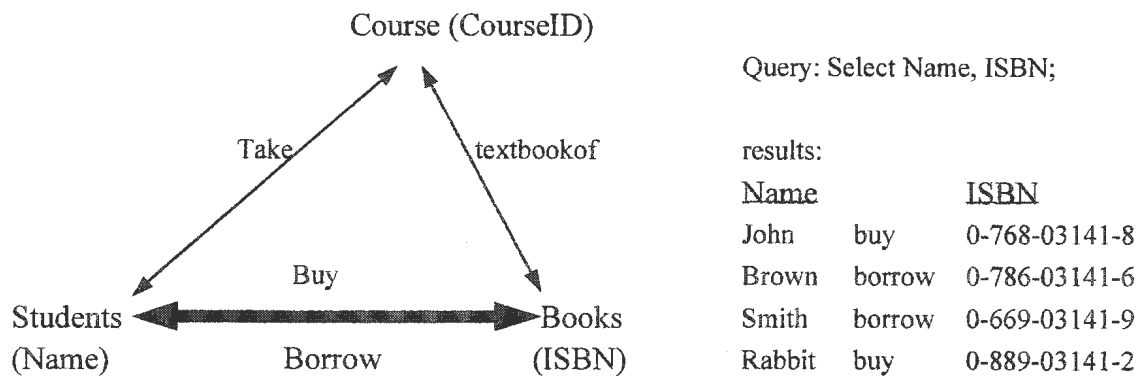 Course (CourseID)
Take
textbookof
Buy
Students
Books
(Name)
Borrow
(ISBN)
Query: Select Name, ISBN;
results:
Name ISBN
John buy 0-768-03141-8
Brown borrow 0-786-03141-6
Smith borrow 0-669-03141-9
Rabbit buy 0-889-03141-2